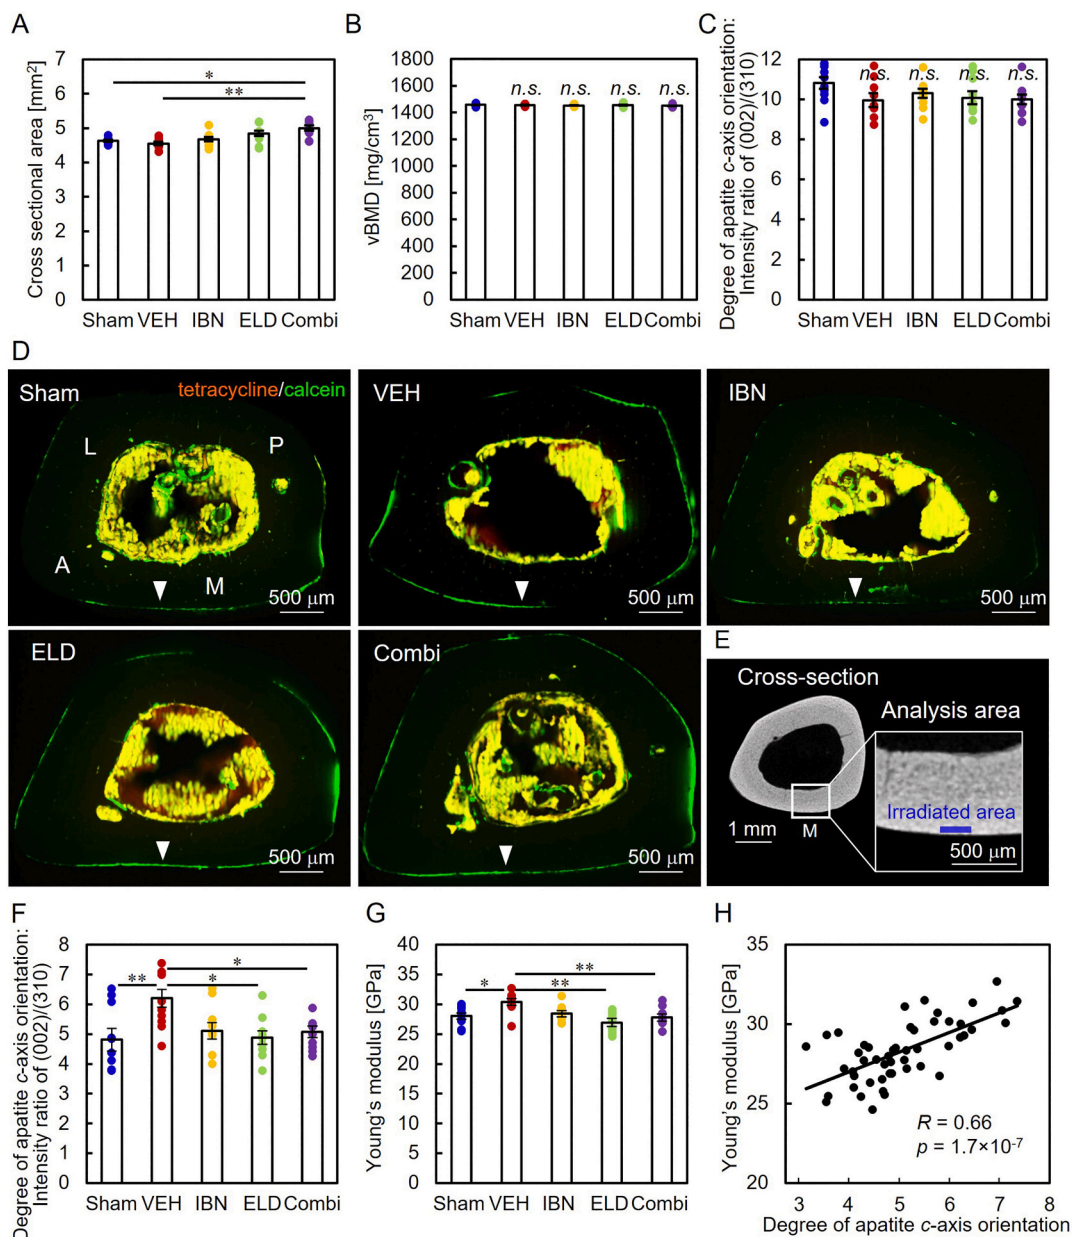 A
Cross sectional area [mm²]
7
6
5
4
3
2
1
0
*
**
Sham VEH IBN ELD Combi
B
vBMD [mg/cm³]
1800
1600
1400
1200
1000
800
600
400
200
0
n.s. n.s. n.s. n.s.
Sham VEH IBN ELD Combi
C
Degree of apatite c-axis orientation:
Intensity ratio of (002)/(310)
12
10
8
6
4
2
0
n.s. n.s. n.s. n.s.
Sham VEH IBN ELD Combi
D
Sham
tetracycline/calcein
L
P
A
M
500 μm
VEH
500 μm
IBN
500 μm
ELD
500 μm
Combi
500 μm
E
Cross-section
Analysis area
Irradiated area
1 mm
M
500 μm
F
Degree of apatite c-axis orientation:
Intensity ratio of (002)/(310)
8
7
6
5
4
3
2
1
0
**
*
*
Sham VEH IBN ELD Combi
G
Young's modulus [GPa]
40
35
30
25
20
15
10
5
0
*
**
**
Sham VEH IBN ELD Combi
H
Young's modulus [GPa]
35
30
25
20
R = 0.66
p = 1.7×10⁻⁷
3 4 5 6 7 8
Degree of apatite c-axis orientation